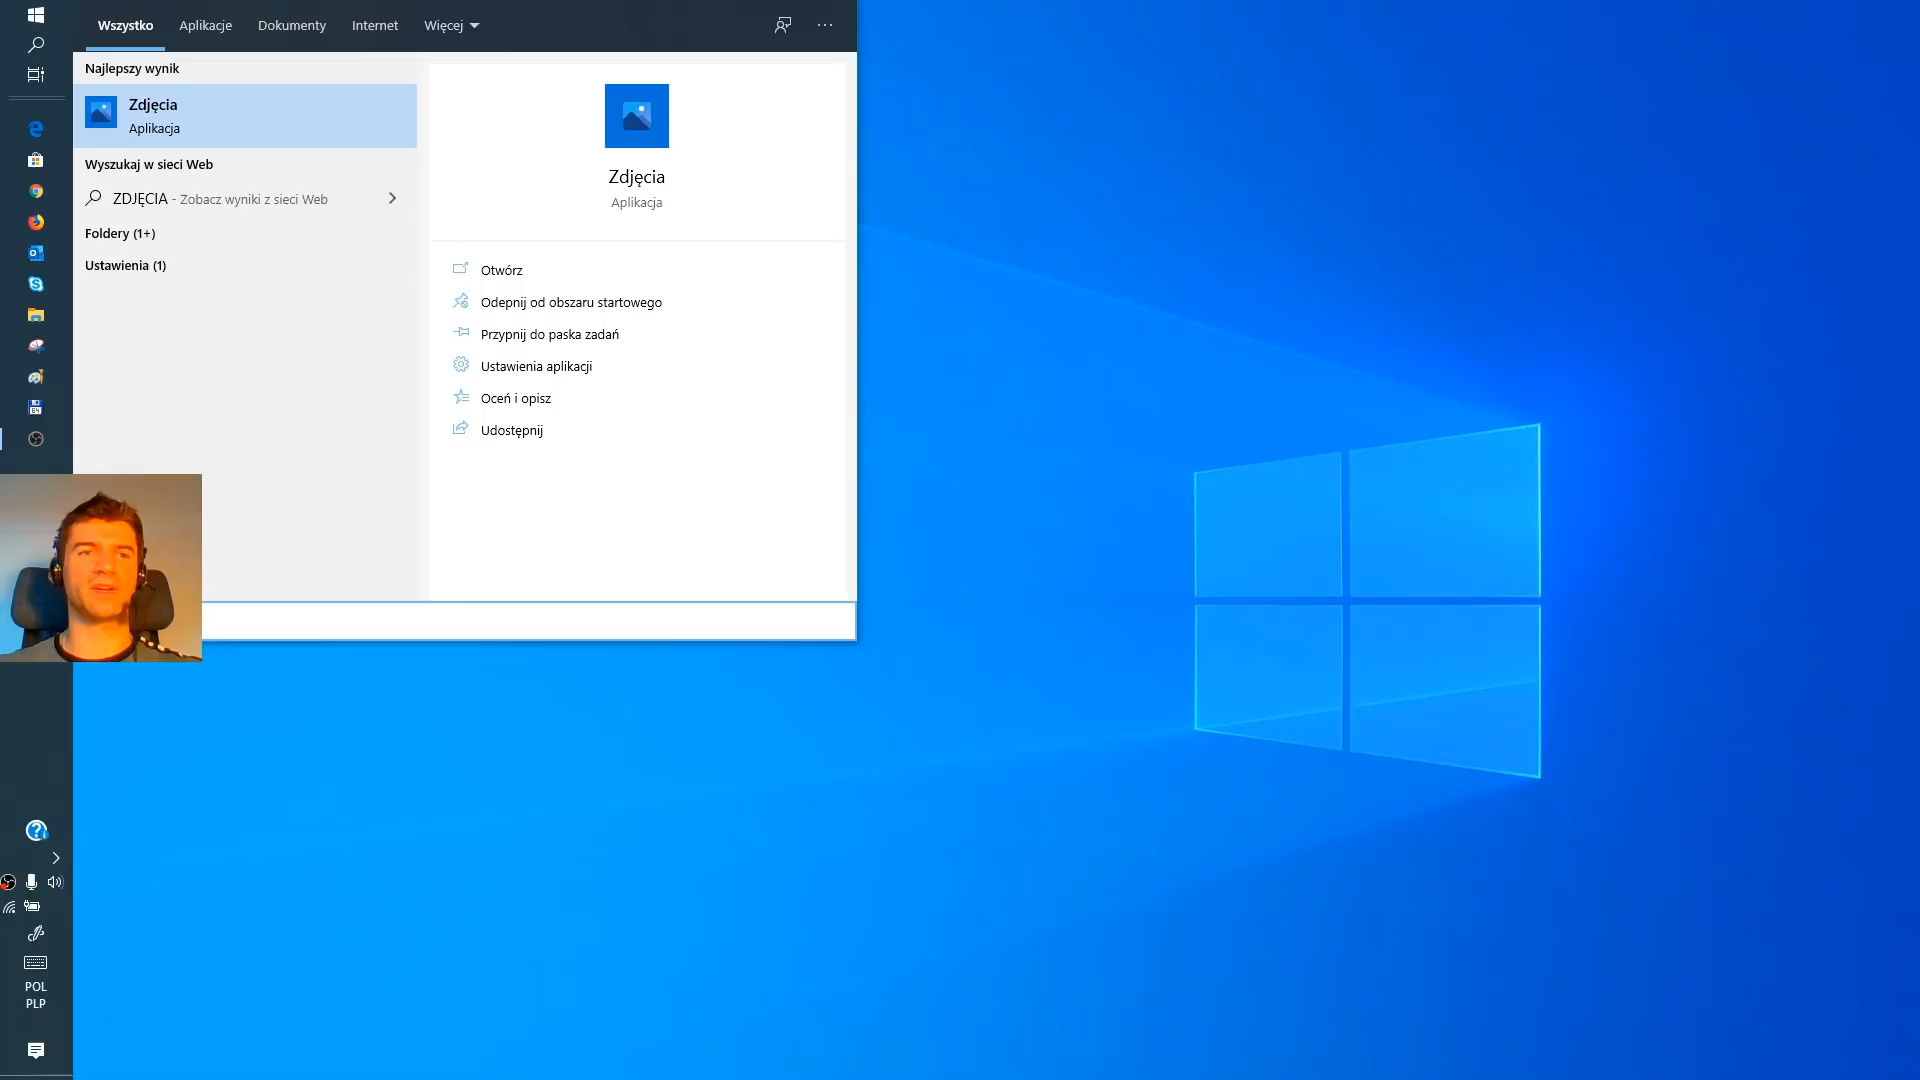 Wszystko Aplikacje Dokumenty Internet Więcej
Najlepszy wynik
Zdjęcia
Aplikacja
Wyszukaj w sieci Web
ZDJĘCIA - Zobacz wyniki z sieci Web
Foldery (1+)
Ustawienia (1)
Zdjęcia
Aplikacja
Otwórz
Odepnij od obszaru startowego
Przypnij do paska zadań
Ustawienia aplikacji
Oceń i opisz
Udostępnij
64
POL
PLP